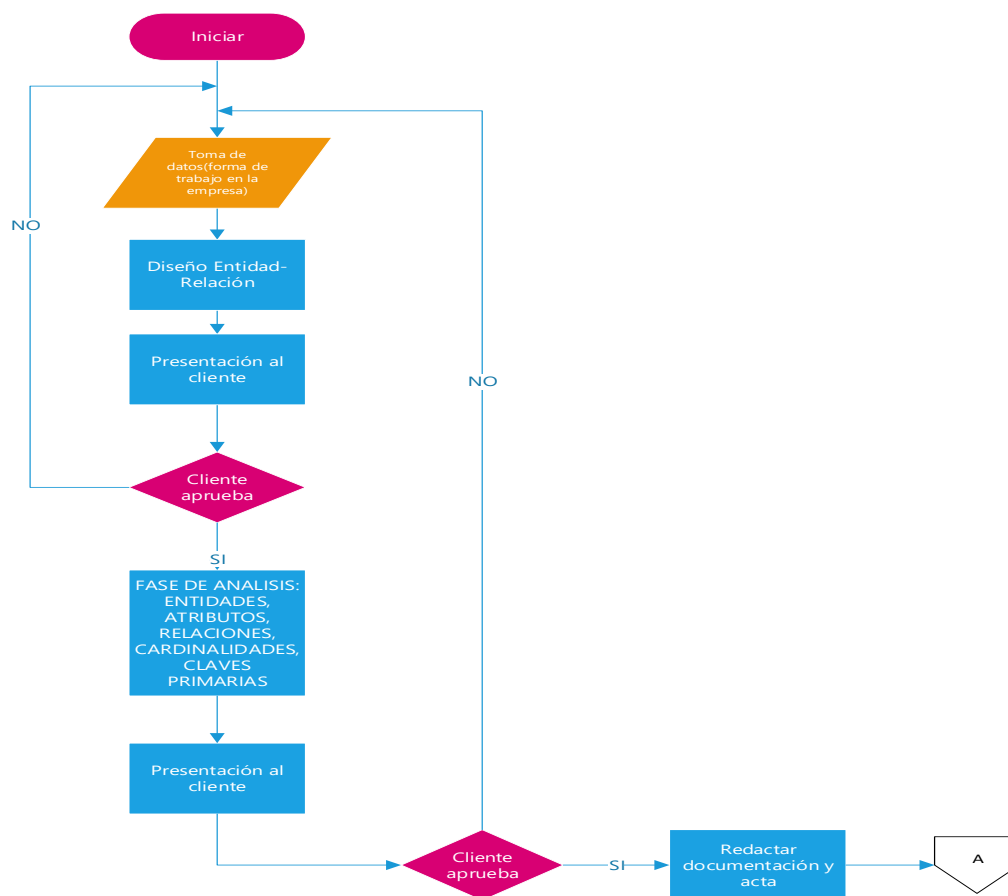 Iniciar
Toma de
datos(forma de
trabajo en la
empresa)
NO
Diseño Entidad-
Relación
Presentación al
cliente
NO
Cliente
aprueba
SI
FASE DE ANALISIS:
ENTIDADES,
ATRIBUTOS,
RELACIONES,
CARDINALIDADES,
CLAVES
PRIMARIAS
Presentación al
cliente
Cliente
aprueba
SI
Redactar
documentación y
acta
A